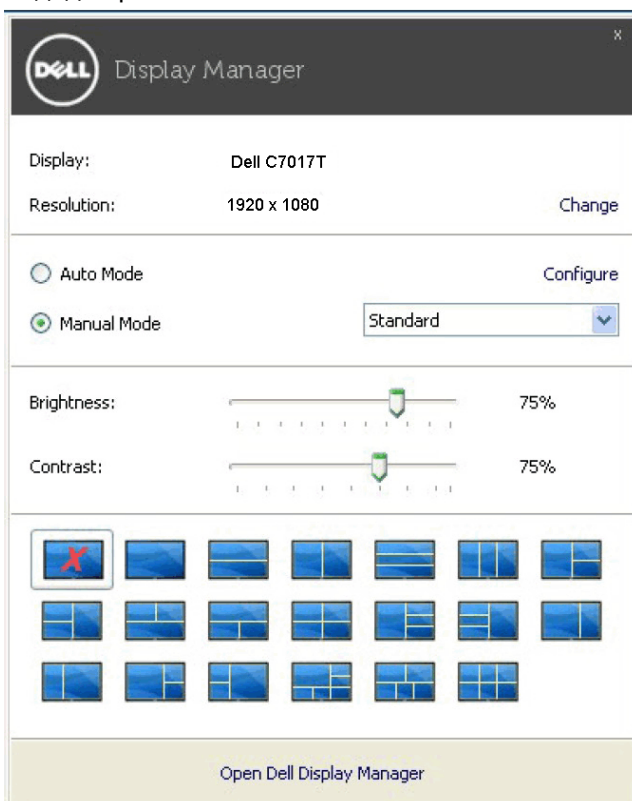 x
DELL Display Manager
Display: Dell C7017T
Resolution: 1920 x 1080 Change
Auto Mode Configure
Manual Mode Standard
Brightness: 75%
Contrast: 75%
Open Dell Display Manager